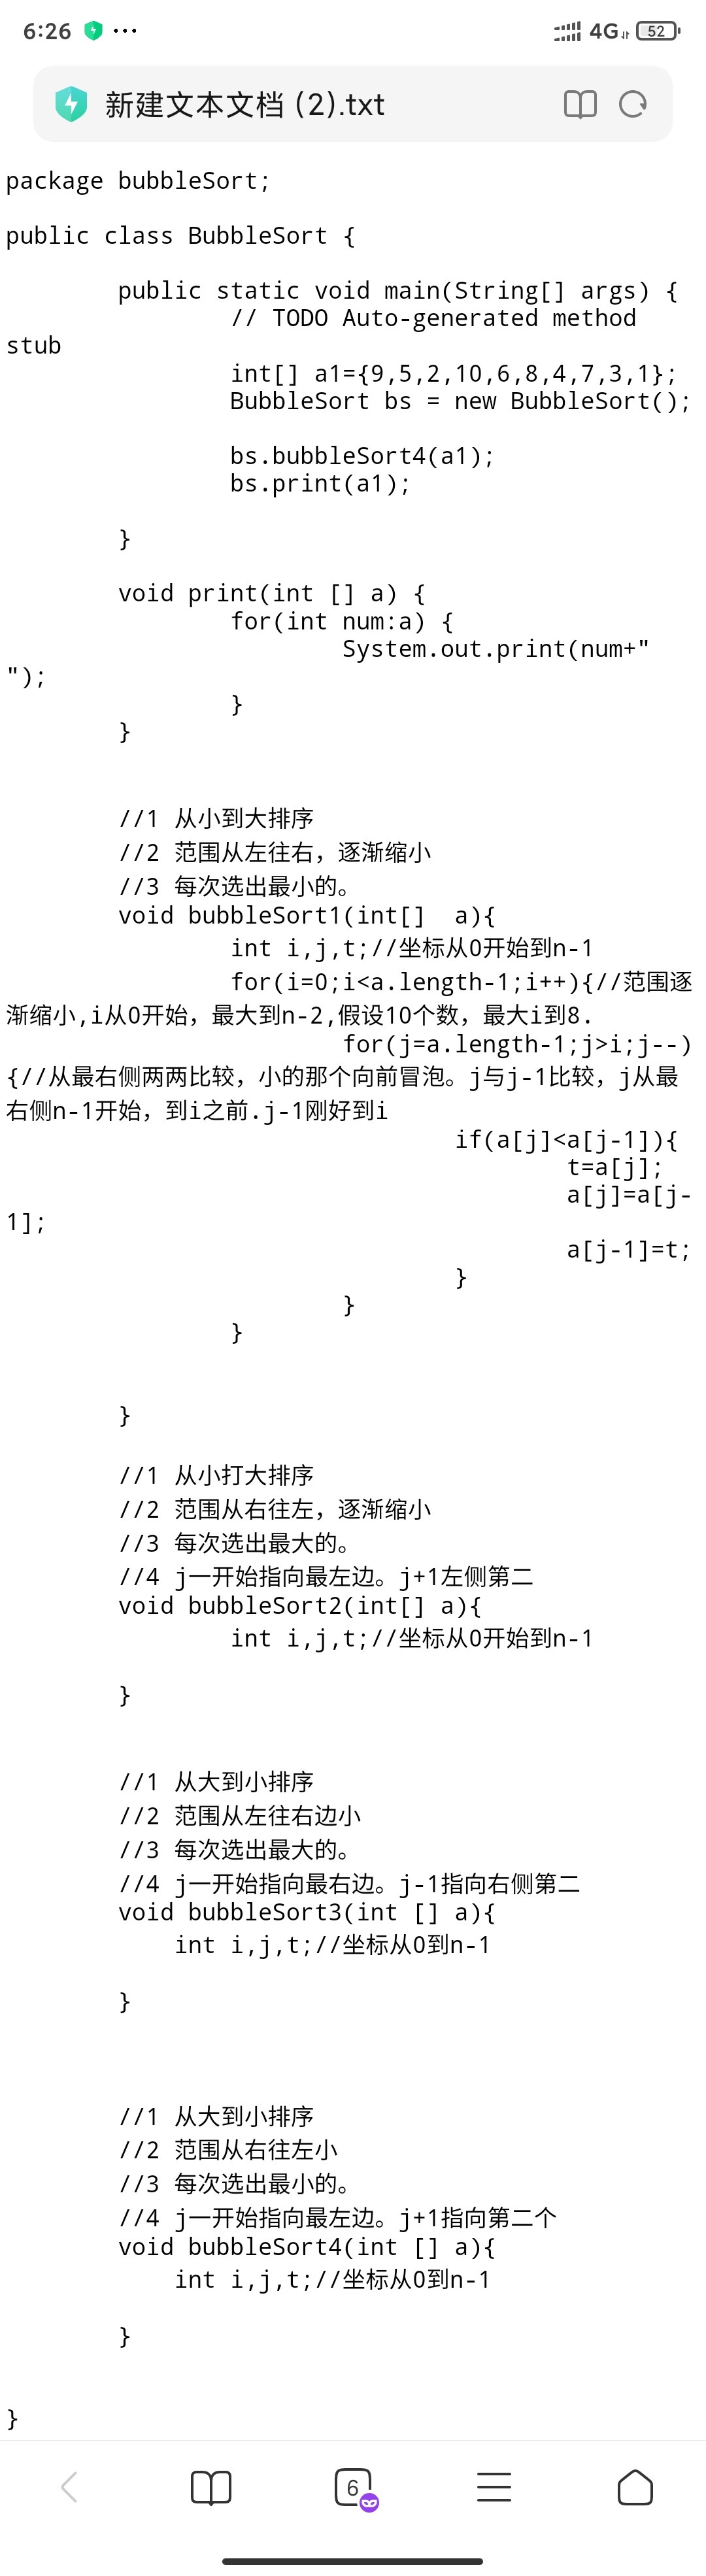 6:26 ... 4G 52
新建文本文档 (2).txt
package bubbleSort;
public class BubbleSort {
public static void main(String[] args) {
// TODO Auto-generated method
stub
int[] a1={9,5,2,10,6,8,4,7,3,1};
BubbleSort bs = new BubbleSort();
bs.bubbleSort4(a1);
bs.print(a1);
}
void print(int [] a) {
for(int num:a) {
System.out.print(num+"
");
}
}
//1 从小到大排序
//2 范围从左往右，逐渐缩小
//3 每次选出最小的。
void bubbleSort1(int[]  a){
int i,j,t;//坐标从0开始到n-1
for(i=0;i<a.length-1;i++){//范围逐
渐缩小,i从0开始，最大到n-2,假设10个数，最大i到8.
for(j=a.length-1;j>i;j--)
{//从最右侧两两比较，小的那个向前冒泡。j与j-1比较，j从最
右侧n-1开始，到i之前.j-1刚好到i
if(a[j]<a[j-1]){
t=a[j];
a[j]=a[j-
1];
a[j-1]=t;
}
}
}
}
//1 从小打大排序
//2 范围从右往左，逐渐缩小
//3 每次选出最大的。
//4 j一开始指向最左边。j+1左侧第二
void bubbleSort2(int[] a){
int i,j,t;//坐标从0开始到n-1
}
//1 从大到小排序
//2 范围从左往右边小
//3 每次选出最大的。
//4 j一开始指向最右边。j-1指向右侧第二
void bubbleSort3(int [] a){
int i,j,t;//坐标从0到n-1
}
//1 从大到小排序
//2 范围从右往左小
//3 每次选出最小的。
//4 j一开始指向最左边。j+1指向第二个
void bubbleSort4(int [] a){
int i,j,t;//坐标从0到n-1
}
}
6